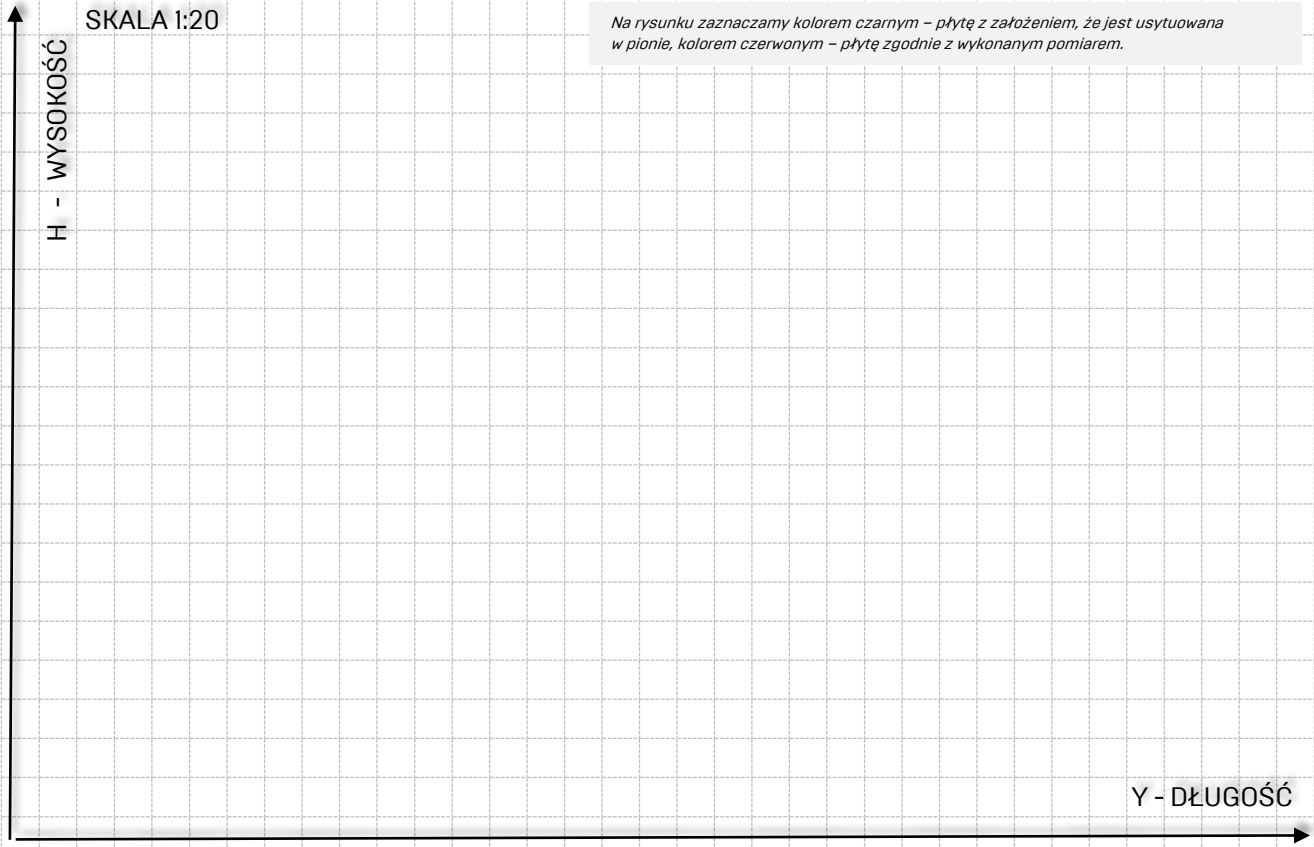 SKALA 1:20
Na rysunku zaznaczamy kolorem czarnym – płytę z założeniem, że jest usytuowana
w pionie, kolorem czerwonym – płytę zgodnie z wykonanym pomiarem.
H - WYSOKOŚĆ
Y - DŁUGOŚĆ